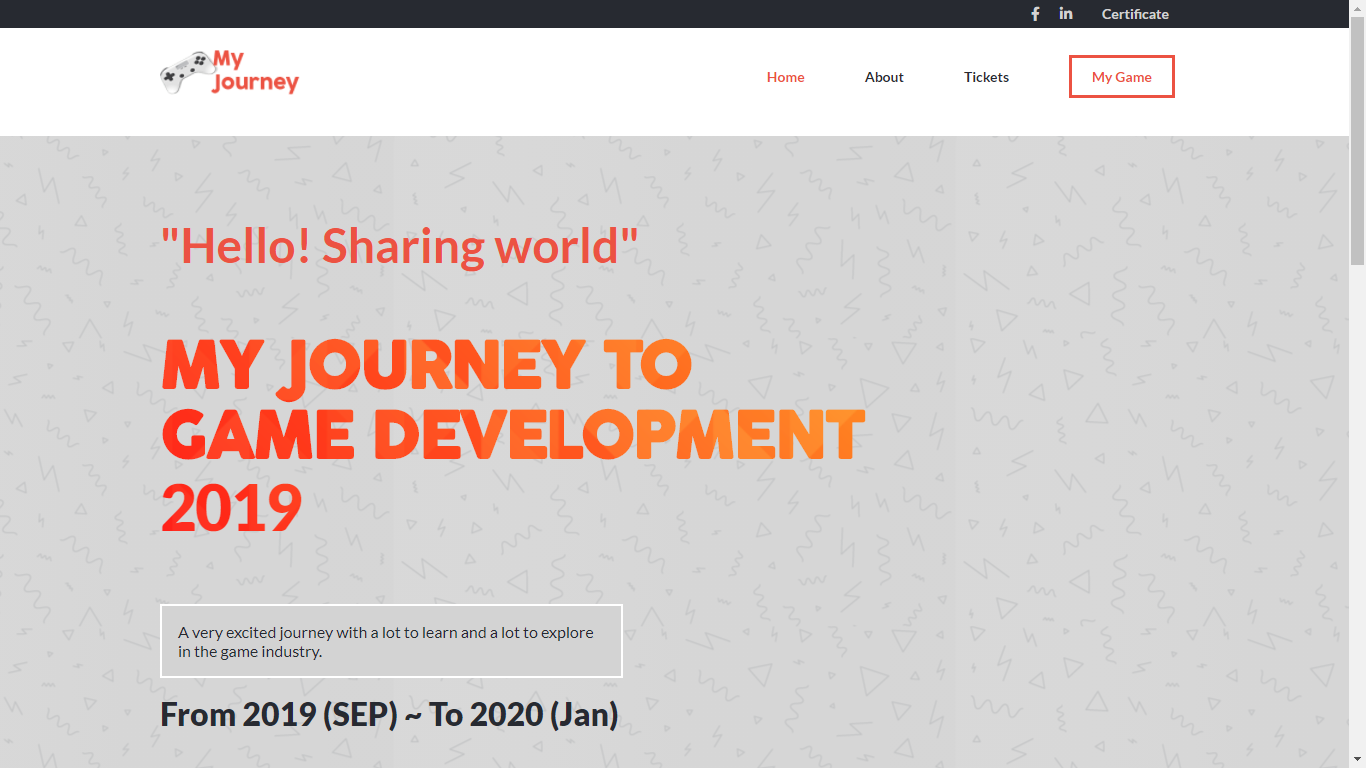 Certificate
My
Journey
Home
About
Tickets
My Game
"Hello! Sharing world"
MY JOURNEY TO
GAME DEVELOPMENT
2019
A very excited journey with a lot to learn and a lot to explore
in the game industry.
From 2019 (SEP) ~ To 2020 (Jan)